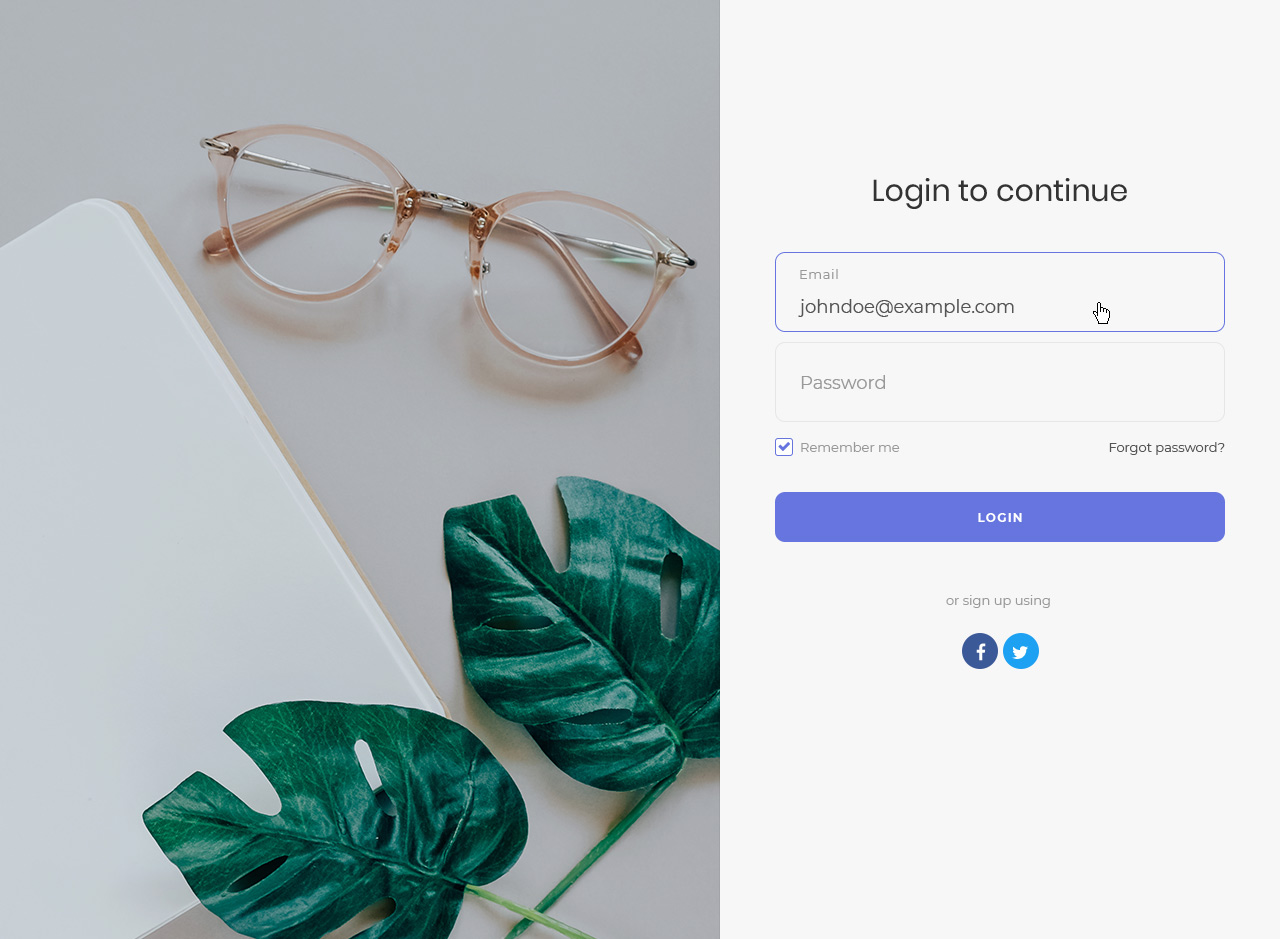 Login to continue
Email
johndoe@example.com
Password
Remember me
Forgot password?
LOGIN
or sign up using